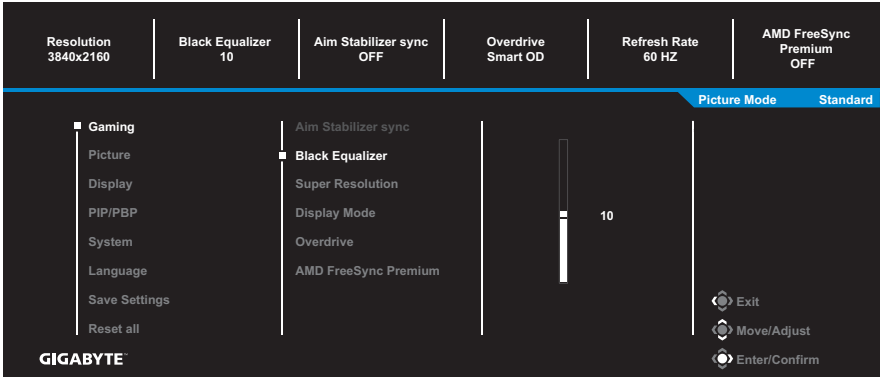 Resolution
3840x2160
Black Equalizer
10
Aim Stabilizer sync
OFF
Overdrive
Smart OD
Refresh Rate
60 HZ
AMD FreeSync
Premium
OFF
Picture Mode Standard
Gaming
Picture
Display
PIP/PBP
System
Language
Save Settings
Reset all
Aim Stabilizer sync
Black Equalizer
Super Resolution
Display Mode
Overdrive
AMD FreeSync Premium
10
Exit
Move/Adjust
Enter/Confirm
GIGABYTE™